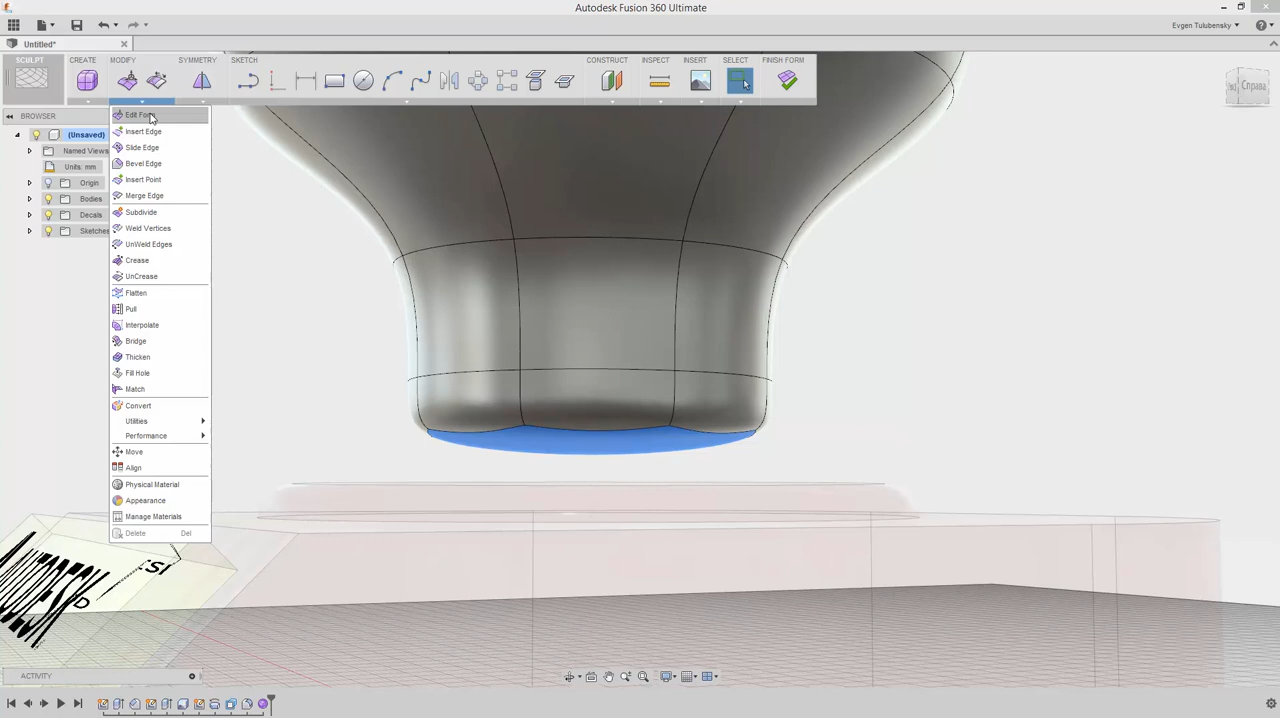 Autodesk Fusion 360 Ultimate
Evgen Tulubensky
Untitled*
SCULPT
CREATE
MODIFY
SYMMETRY
SKETCH
CONSTRUCT
INSPECT
INSERT
SELECT
FINISH FORM
Справа
BROWSER
(Unsaved)
Named Views
Units: mm
Origin
Bodies
Decals
Sketches
Edit Form
Insert Edge
Slide Edge
Bevel Edge
Insert Point
Merge Edge
Subdivide
Weld Vertices
UnWeld Edges
Crease
UnCrease
Flatten
Pull
Interpolate
Bridge
Thicken
Fill Hole
Match
Convert
Utilities
Performance
Move
Align
Physical Material
Appearance
Manage Materials
Delete Del
ACTIVITY